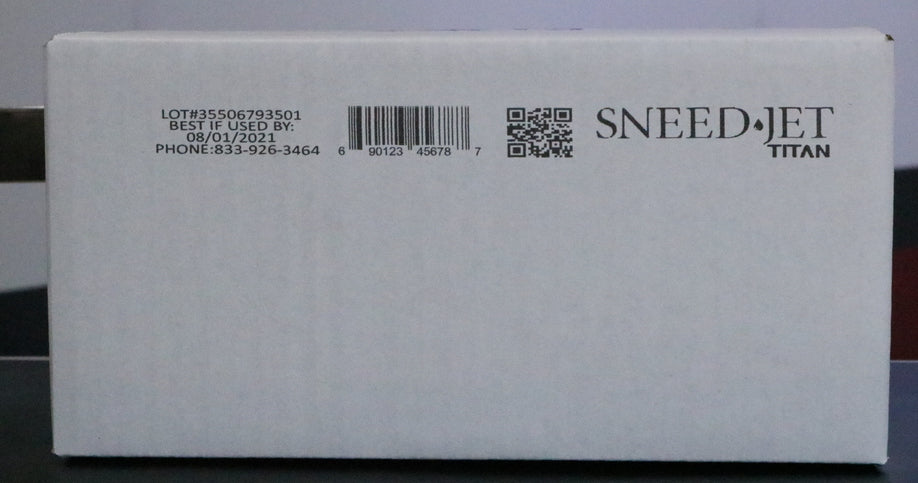 LOT#35506793501
BEST IF USED BY:
08/01/2021
PHONE:833-926-3464
6 90123 45678 7
SNEED JET
TITAN